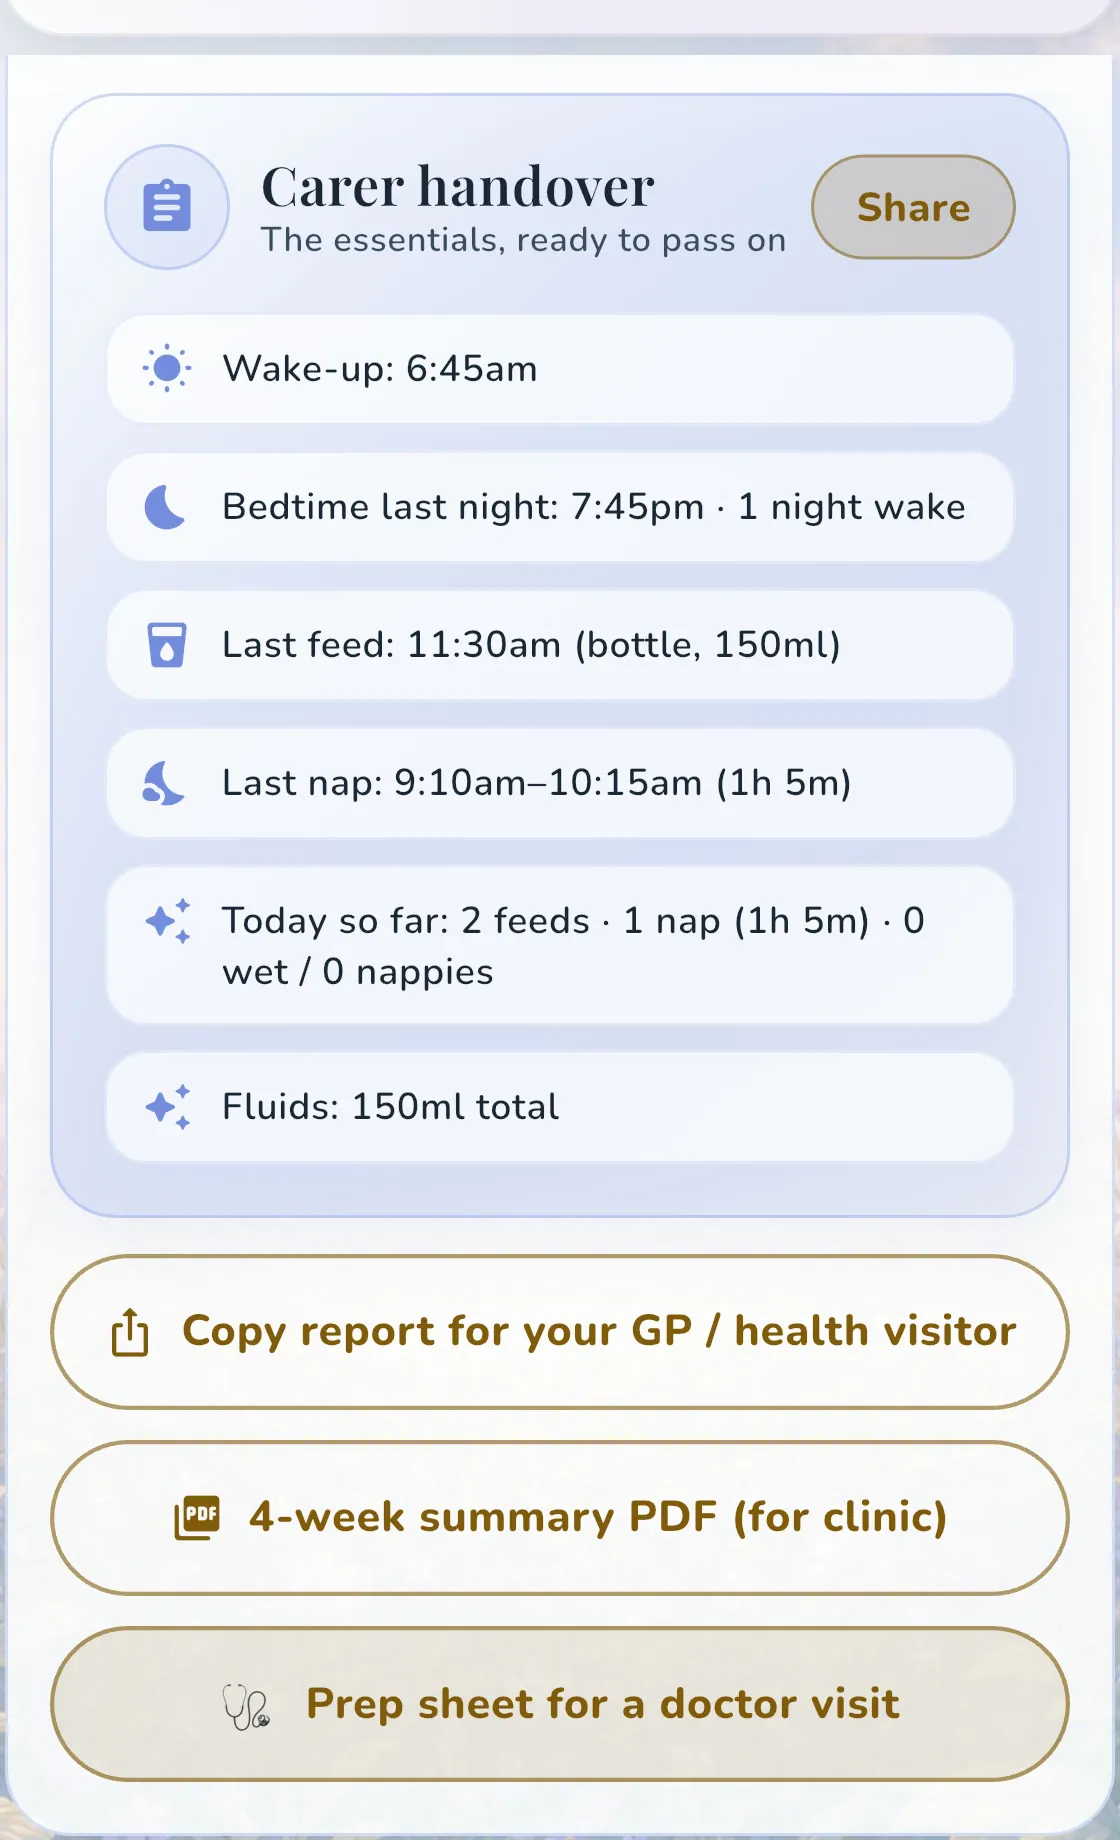 Carer handover
The essentials, ready to pass on
Share
Wake-up: 6:45am
Bedtime last night: 7:45pm · 1 night wake
Last feed: 11:30am (bottle, 150ml)
Last nap: 9:10am–10:15am (1h 5m)
Today so far: 2 feeds · 1 nap (1h 5m) · 0
wet / 0 nappies
Fluids: 150ml total
Copy report for your GP / health visitor
PDF
4-week summary PDF (for clinic)
Prep sheet for a doctor visit